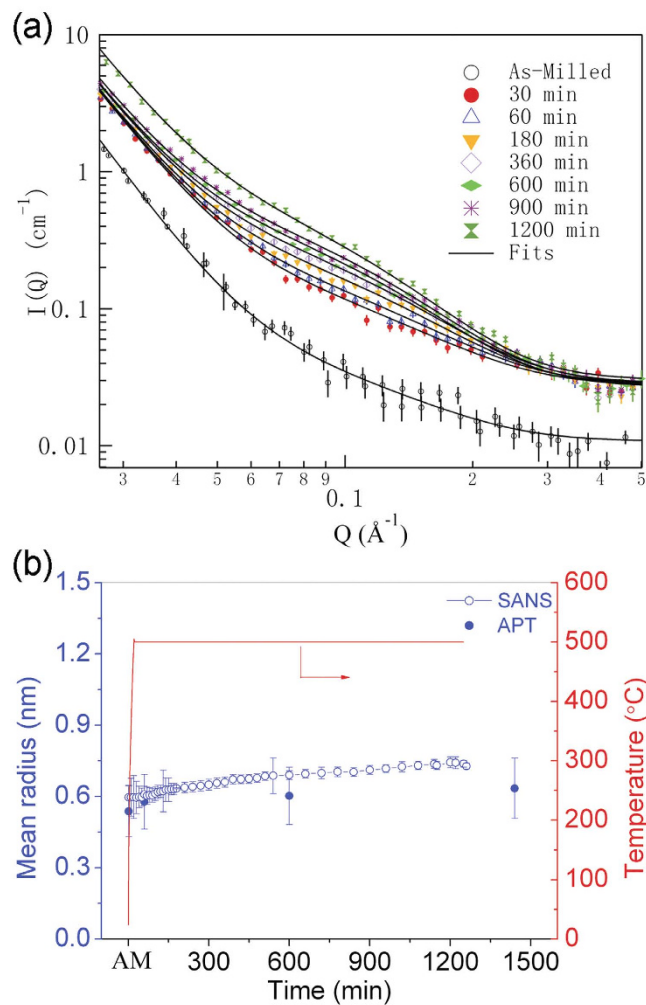 (a)
10
1
0.1
0.01
I(Q) (cm⁻¹)
As-Milled
30 min
60 min
180 min
360 min
600 min
900 min
1200 min
Fits
3 4 5 6 7 8 9 2 3 4 5
0.1
Q (Å⁻¹)
(b)
1.5
1.2
0.9
0.6
0.3
0.0
Mean radius (nm)
SANS
APT
600
500
400
300
200
100
0
Temperature (°C)
AM 300 600 900 1200 1500
Time (min)